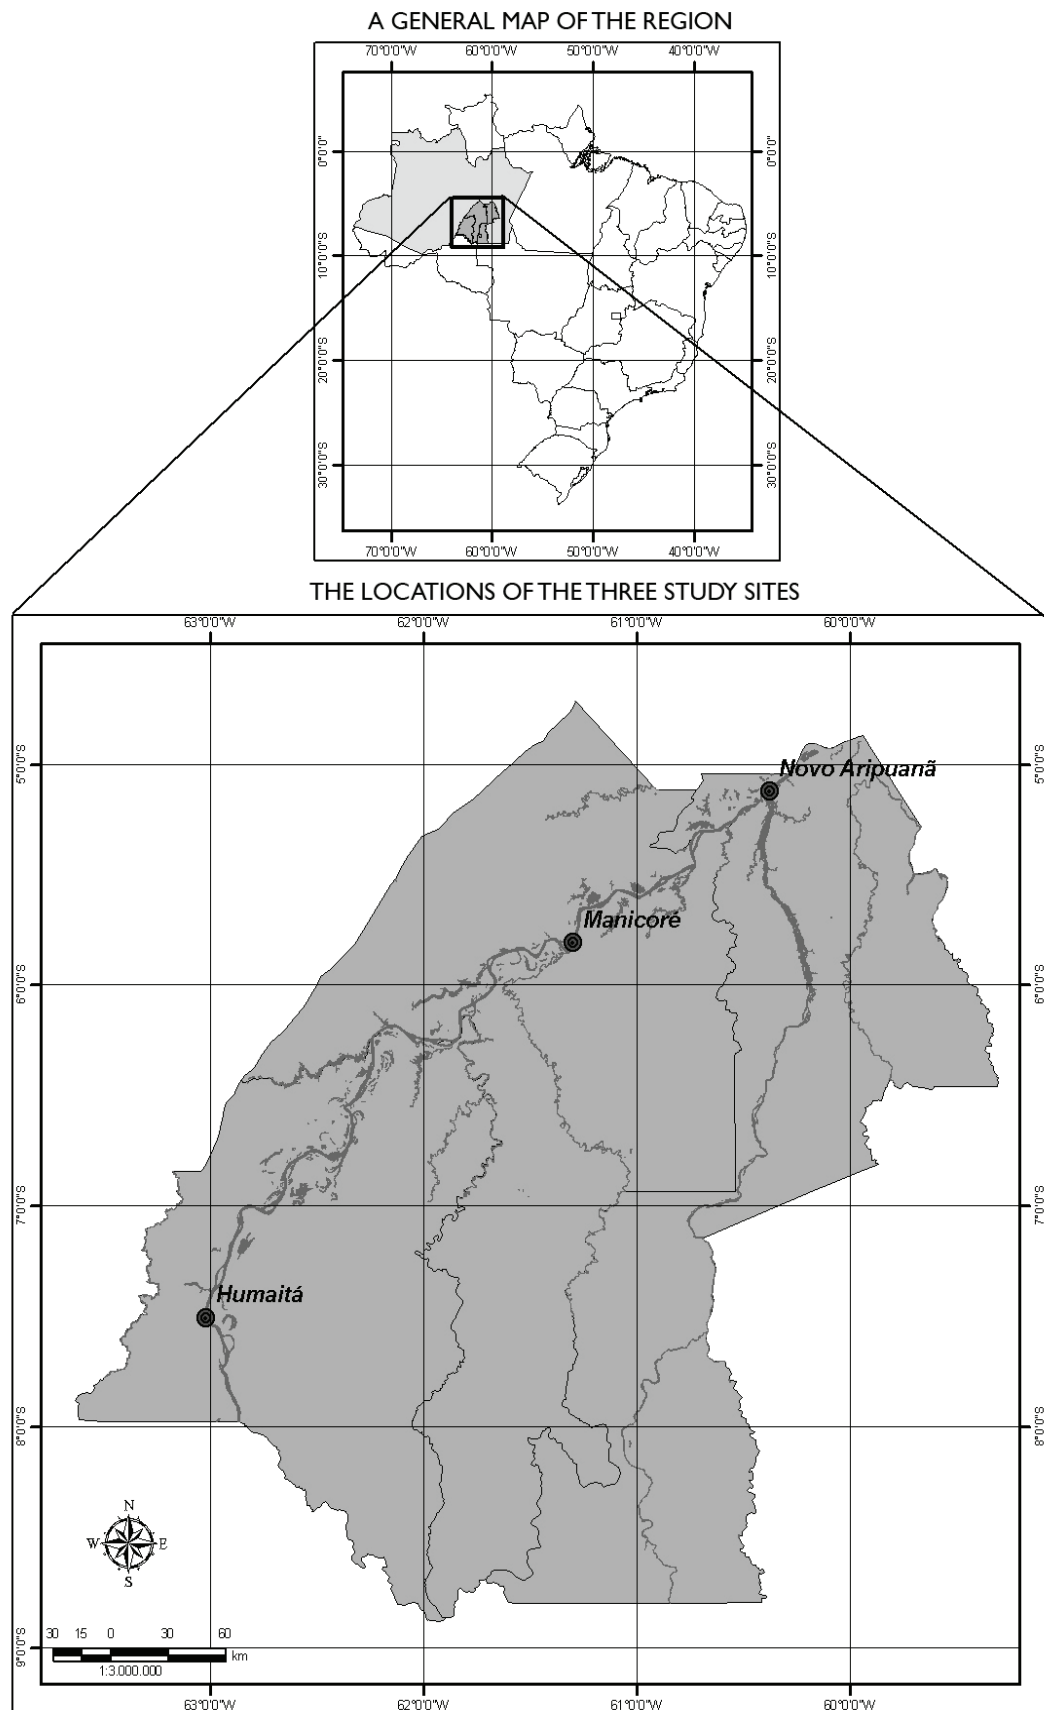 A GENERAL MAP OF THE REGION
70°0'0"W 60°0'0"W 50°0'0"W 40°0'0"W
0°0'0" 0°0'0"
10°0'0"S 10°0'0"S
20°0'0"S 20°0'0"S
30°0'0"S 30°0'0"S
70°0'0"W 60°0'0"W 50°0'0"W 40°0'0"W
THE LOCATIONS OF THE THREE STUDY SITES
63°0'0"W 62°0'0"W 61°0'0"W 60°0'0"W
5°0'0"S 5°0'0"S
Novo Aripuanã
Manicoré
6°0'0"S 6°0'0"S
7°0'0"S 7°0'0"S
Humaitá
8°0'0"S 8°0'0"S
N
W E
S
30 15 0 30 60
km
1:3.000.000
9°0'0"S 9°0'0"S
63°0'0"W 62°0'0"W 61°0'0"W 60°0'0"W